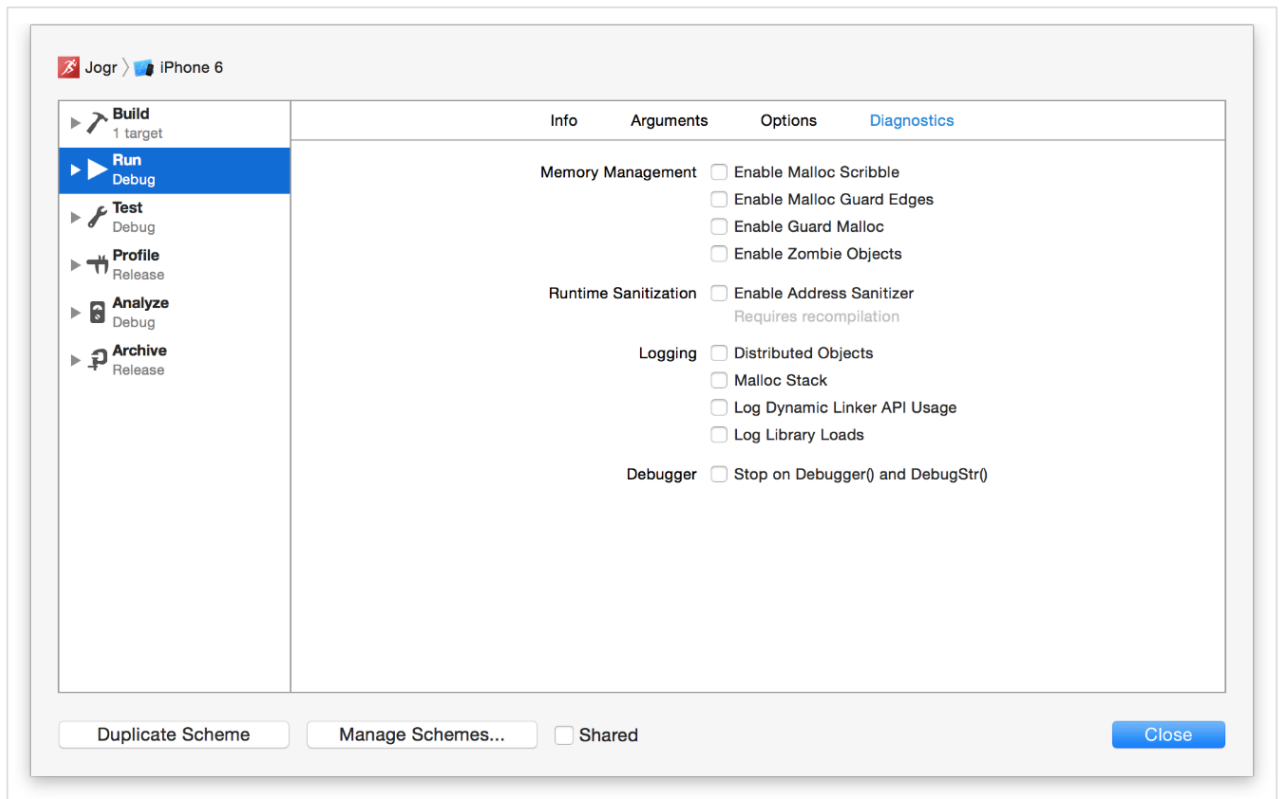 Jogr iPhone 6
Build
1 target
Run
Debug
Test
Debug
Profile
Release
Analyze
Debug
Archive
Release
Info Arguments Options Diagnostics
Memory Management Enable Malloc Scribble
Enable Malloc Guard Edges
Enable Guard Malloc
Enable Zombie Objects
Runtime Sanitization Enable Address Sanitizer
Requires recompilation
Logging Distributed Objects
Malloc Stack
Log Dynamic Linker API Usage
Log Library Loads
Debugger Stop on Debugger() and DebugStr()
Duplicate Scheme Manage Schemes... Shared Close